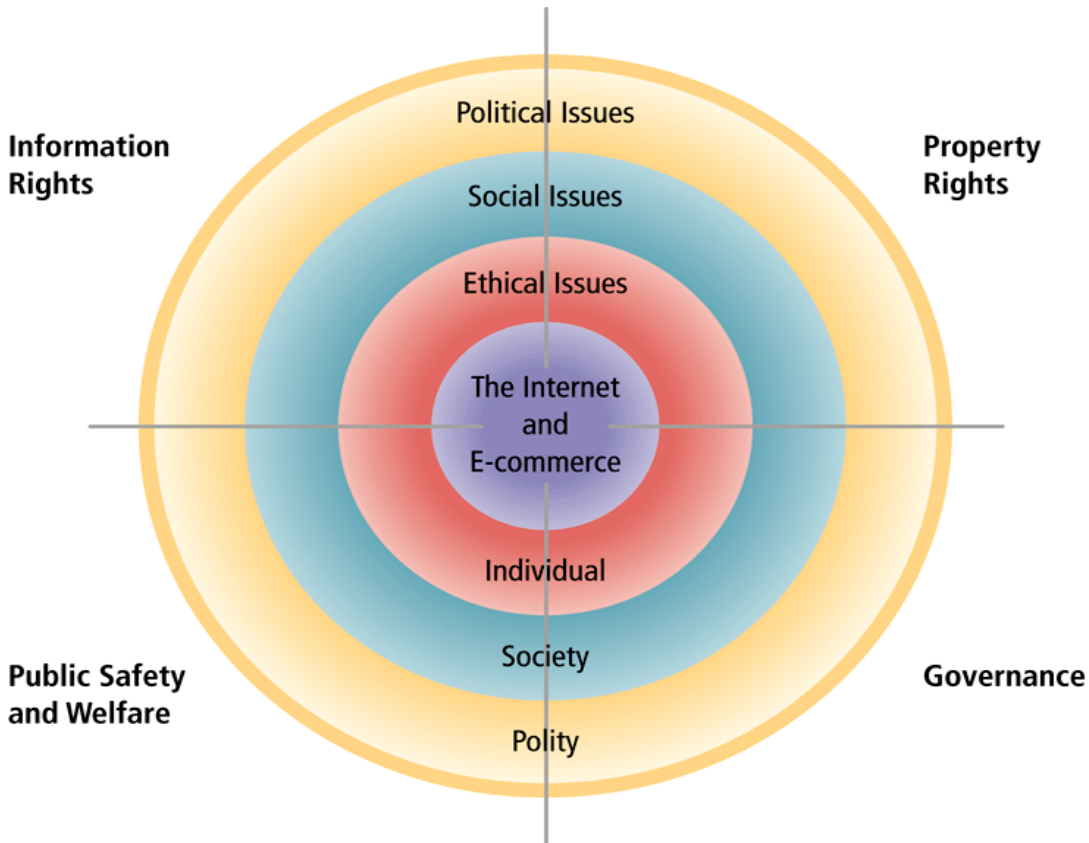 Political Issues
Information
Rights
Property
Rights
Social Issues
Ethical Issues
The Internet
and
E-commerce
Individual
Society
Public Safety
and Welfare
Governance
Polity